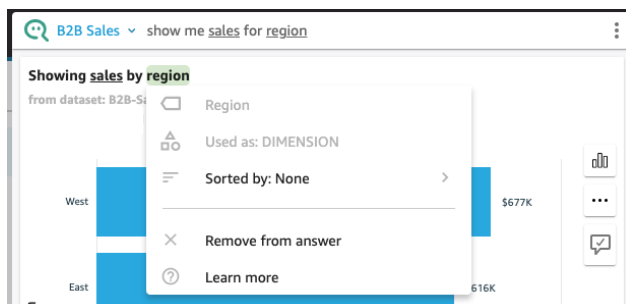 B2B Sales show me sales for region
Showing sales by region
from dataset: B2B-Sa
Region
Used as: DIMENSION
Sorted by: None
West
$677K
Remove from answer
East
616K
Learn more